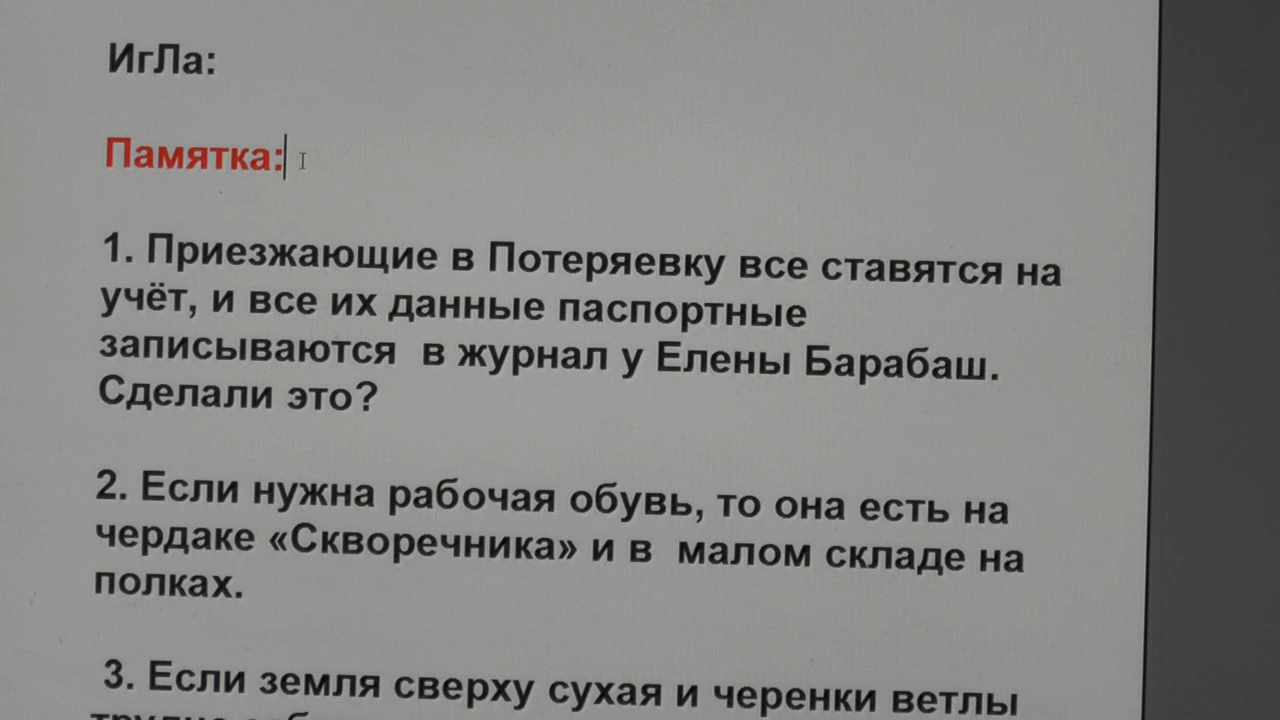 ИгЛа:
Памятка:
1. Приезжающие в Потеряевку все ставятся на
учёт, и все их данные паспортные
записываются в журнал у Елены Барабаш.
Сделали это?
2. Если нужна рабочая обувь, то она есть на
чердаке «Скворечника» и в малом складе на
полках.
3. Если земля сверху сухая и черенки ветлы